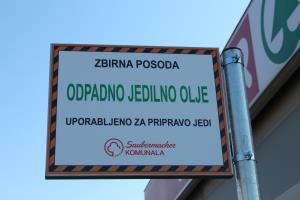 ZBIRNA POSODA
ODPADNO JEDILNO OLJE
UPORABLJENO ZA PRIPRAVO JEDI
Saubermacher
KOMUNALA